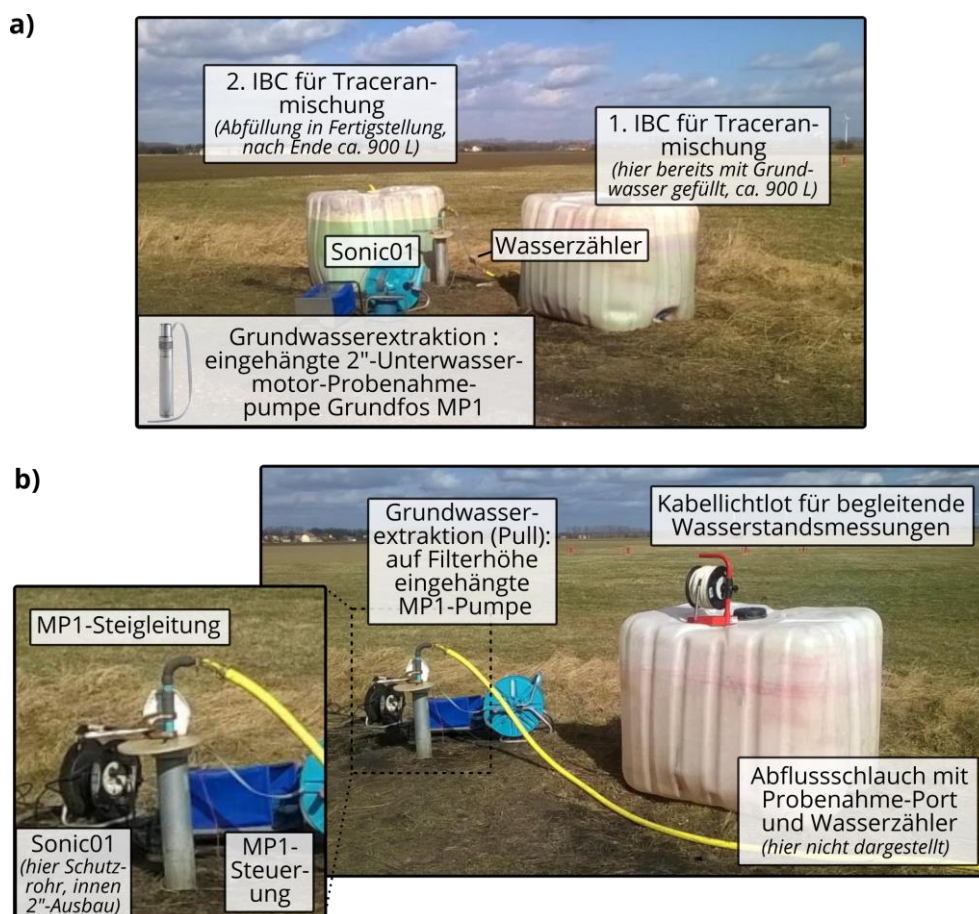 a)
2. IBC für Traceran-
mischung
(Abfüllung in Fertigstellung,
nach Ende ca. 900 L)
1. IBC für Traceran-
mischung
(hier bereits mit Grund-
wasser gefüllt, ca. 900 L)
Sonic01
Wasserzähler
Grundwasserextraktion :
eingehängte 2"-Unterwasser-
motor-Probenahme-
pumpe Grundfos MP1
b)
Grundwasser-
extraktion (Pull):
auf Filterhöhe
eingehängte
MP1-Pumpe
Kabellichtlot für begleitende
Wasserstandsmessungen
MP1-Steigleitung
Sonic01
(hier Schutz-
rohr, innen
2"-Ausbau)
MP1-
Steuer-
ung
Abflussschlauch mit
Probenahme-Port
und Wasserzähler
(hier nicht dargestellt)